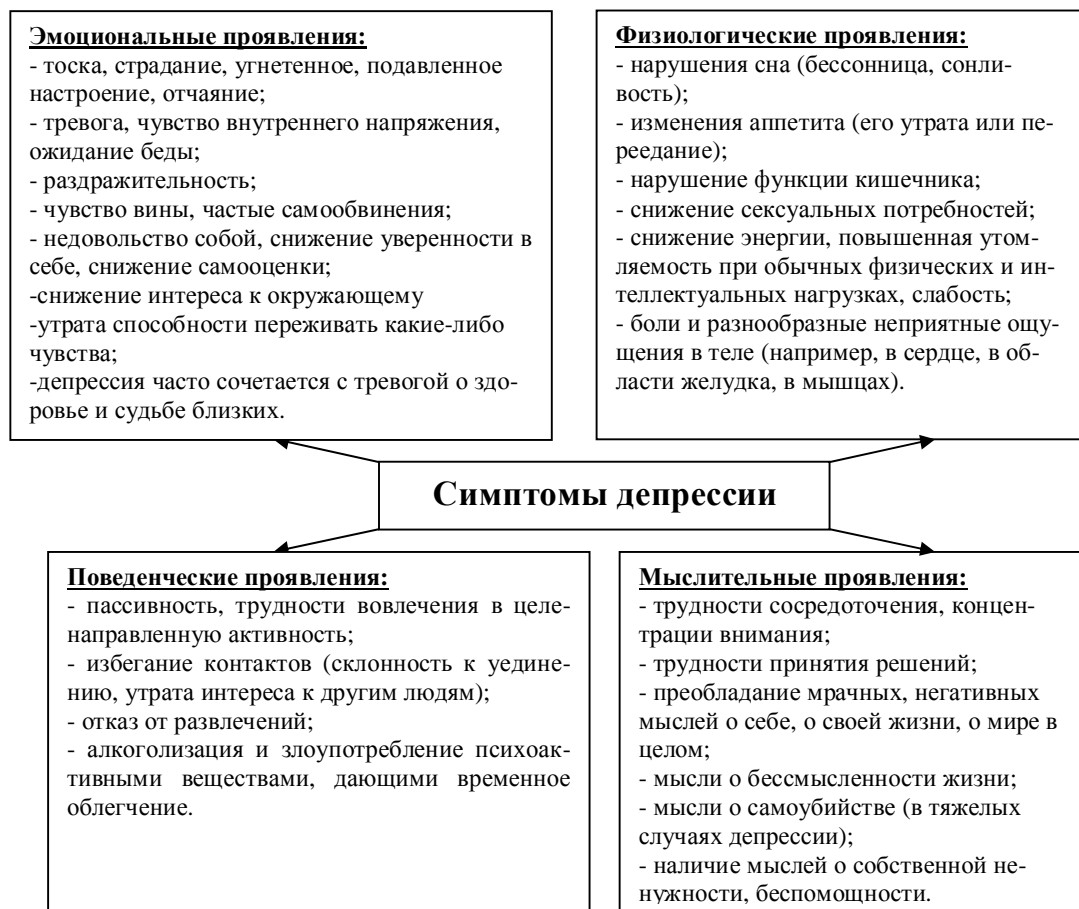 Эмоциональные проявления:
- тоска, страдание, угнетенное, подавленное
настроение, отчаяние;
- тревога, чувство внутреннего напряжения,
ожидание беды;
- раздражительность;
- чувство вины, частые самообвинения;
- недовольство собой, снижение уверенности в
себе, снижение самооценки;
-снижение интереса к окружающему
-утрата способности переживать какие-либо
чувства;
-депрессия часто сочетается с тревогой о здо-
ровье и судьбе близких.
Физиологические проявления:
- нарушения сна (бессонница, сонли-
вость);
- изменения аппетита (его утрата или пе-
реедание);
- нарушение функции кишечника;
- снижение сексуальных потребностей;
- снижение энергии, повышенная утом-
ляемость при обычных физических и ин-
теллектуальных нагрузках, слабость;
- боли и разнообразные неприятные ощу-
щения в теле (например, в сердце, в об-
ласти желудка, в мышцах).
Симптомы депрессии
Поведенческие проявления:
- пассивность, трудности вовлечения в целе-
направленную активность;
- избегание контактов (склонность к уедине-
нию, утрата интереса к другим людям);
- отказ от развлечений;
- алкоголизация и злоупотребление психоак-
тивными веществами, дающими временное
облегчение.
Мыслительные проявления:
- трудности сосредоточения, концен-
трации внимания;
- трудности принятия решений;
- преобладание мрачных, негативных
мыслей о себе, о своей жизни, о мире в
целом;
- мысли о бессмысленности жизни;
- мысли о самоубийстве (в тяжелых
случаях депрессии);
- наличие мыслей о собственной не-
нужности, беспомощности.